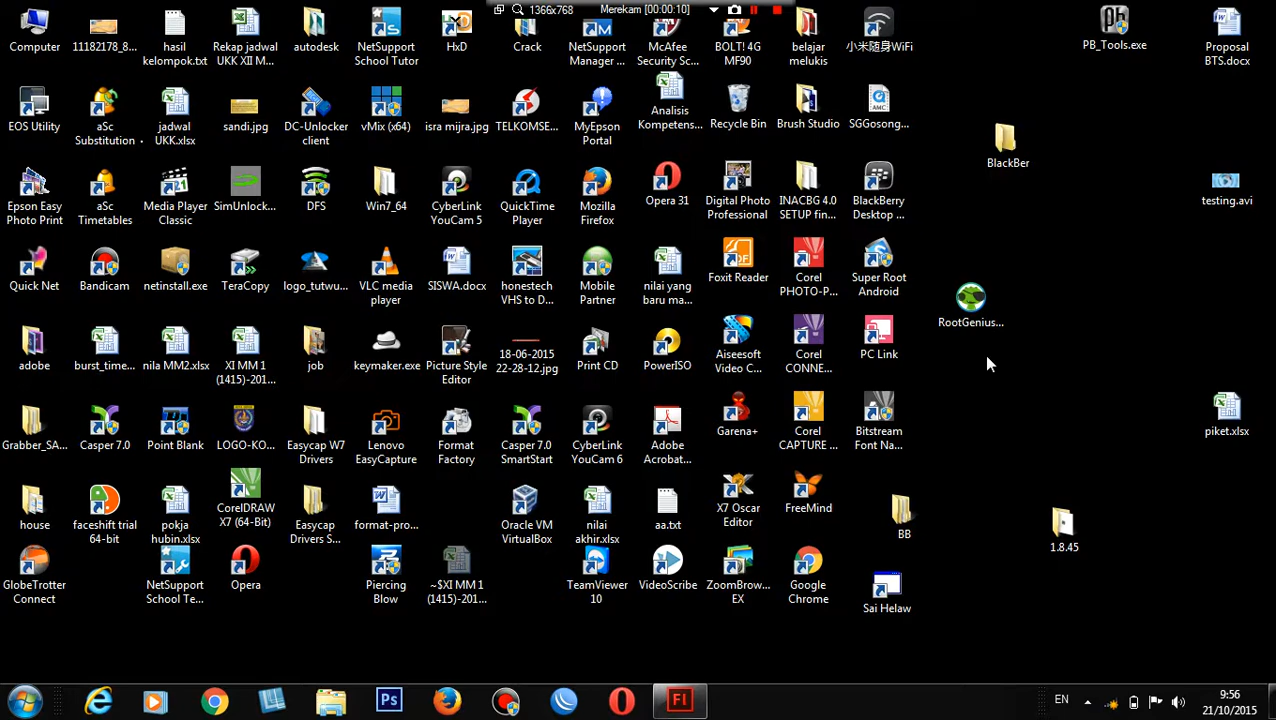 1366x768
Merekam [00:00:10]
Computer
11182178_8...
hasil
kelompok.txt
Rekap jadwal
UKK XII M...
autodesk
NetSupport
School Tutor
HxD
Crack
NetSupport
Manager ...
McAfee
Security Sc...
BOLT! 4G
MF90
belajar
melukis
小米随身WiFi
PB_Tools.exe
Proposal
BTS.docx
EOS Utility
aSc
Substitution
jadwal
UKK.xlsx
sandi.jpg
DC-Unlocker
client
vMix (x64)
isra mijra.jpg
TELKOMSE...
MyEpson
Portal
Analisis
Kompetens...
Recycle Bin
Brush Studio
SGGosong...
BlackBer
testing.avi
Epson Easy
Photo Print
aSc
Timetables
Media Player
Classic
SimUnlock...
DFS
Win7_64
CyberLink
YouCam 5
QuickTime
Player
Mozilla
Firefox
Opera 31
Digital Photo
Professional
INACBG 4.0
SETUP fin...
BlackBerry
Desktop ...
Quick Net
Bandicam
netinstall.exe
TeraCopy
logo_tutwu...
VLC media
player
SISWA.docx
honestech
VHS to D...
Mobile
Partner
nilai yang
baru ma...
Foxit Reader
Corel
PHOTO-P...
Super Root
Android
RootGenius...
adobe
burst_time...
nila MM2.xlsx
XI MM 1
(1415)-201...
job
keymaker.exe
Picture Style
Editor
18-06-2015
22-28-12.jpg
Print CD
PowerISO
Aiseesoft
Video C...
Corel
CONNE...
PC Link
Grabber_SA...
Casper 7.0
Point Blank
LOGO-KO...
Easycap W7
Drivers
Lenovo
EasyCapture
Format
Factory
Casper 7.0
SmartStart
CyberLink
YouCam 6
Adobe
Acrobat...
Garena+
Corel
CAPTURE ...
Bitstream
Font Na...
piket.xlsx
house
faceshift trial
64-bit
pokja
hubin.xlsx
CorelDRAW
X7 (64-Bit)
Easycap
Drivers S...
format-pro...
Oracle VM
VirtualBox
nilai
akhir.xlsx
aa.txt
X7 Oscar
Editor
FreeMind
BB
1.8.45
GlobeTrotter
Connect
NetSupport
School Te...
Opera
Piercing
Blow
~$XI MM 1
(1415)-201...
TeamViewer
10
VideoScribe
ZoomBrow...
EX
Google
Chrome
Sai Helaw
Ps
Fl
EN
9:56
21/10/2015